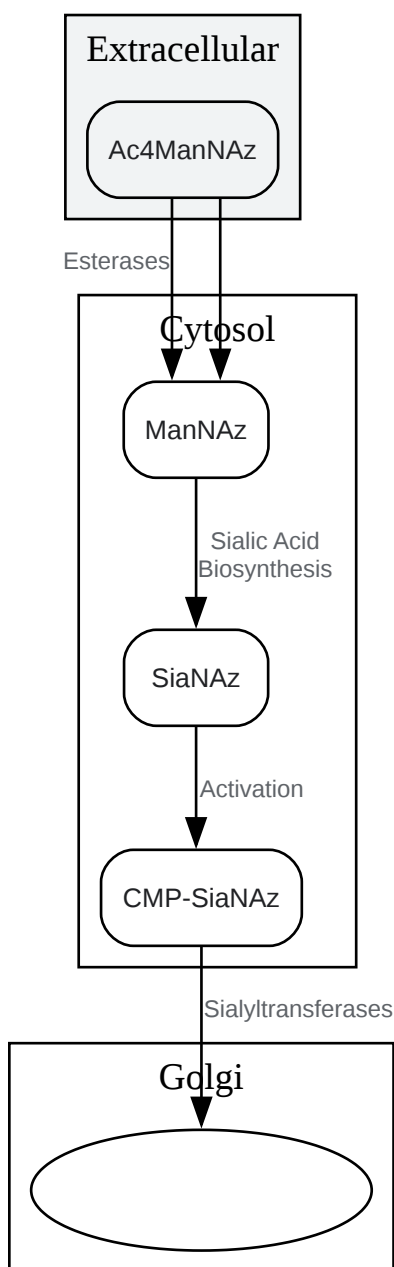 Extracellular
Ac4ManNAz
Esterases
Cytosol
ManNAz
Sialic Acid
Biosynthesis
SiaNAz
Activation
CMP-SiaNAz
Sialyltransferases
Golgi